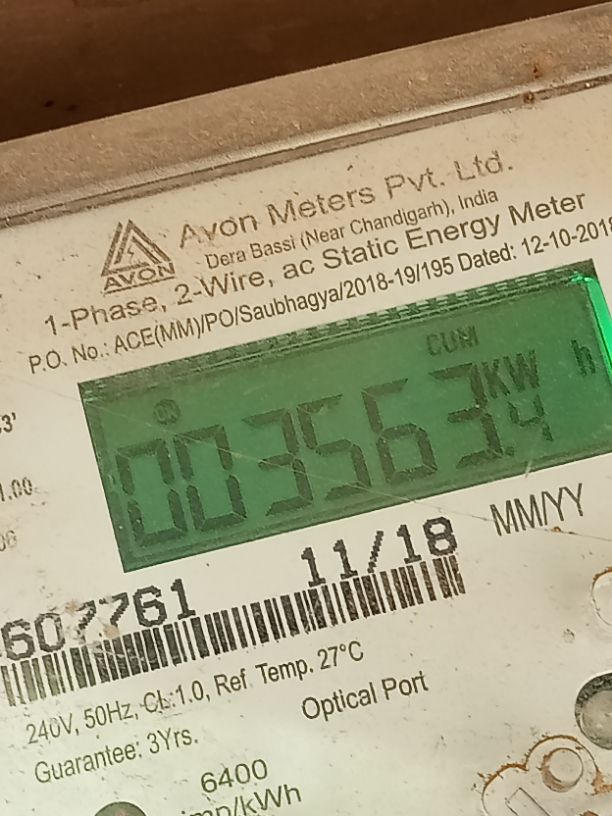 Avon Meters Pvt. Ltd.
AVON
Dera Bassi (Near Chandigarh), India
1-Phase, 2-Wire, ac Static Energy Meter
P.O. No.: ACE(MM)/PO/Saubhagya/2018-19/195 Dated: 12-10-2018
CUM
003563.4 KW h
MM/YY
607761 11/18
240V, 50Hz, CL:1.0, Ref. Temp. 27°C
Guarantee: 3Yrs.
Optical Port
6400
imp/kWh